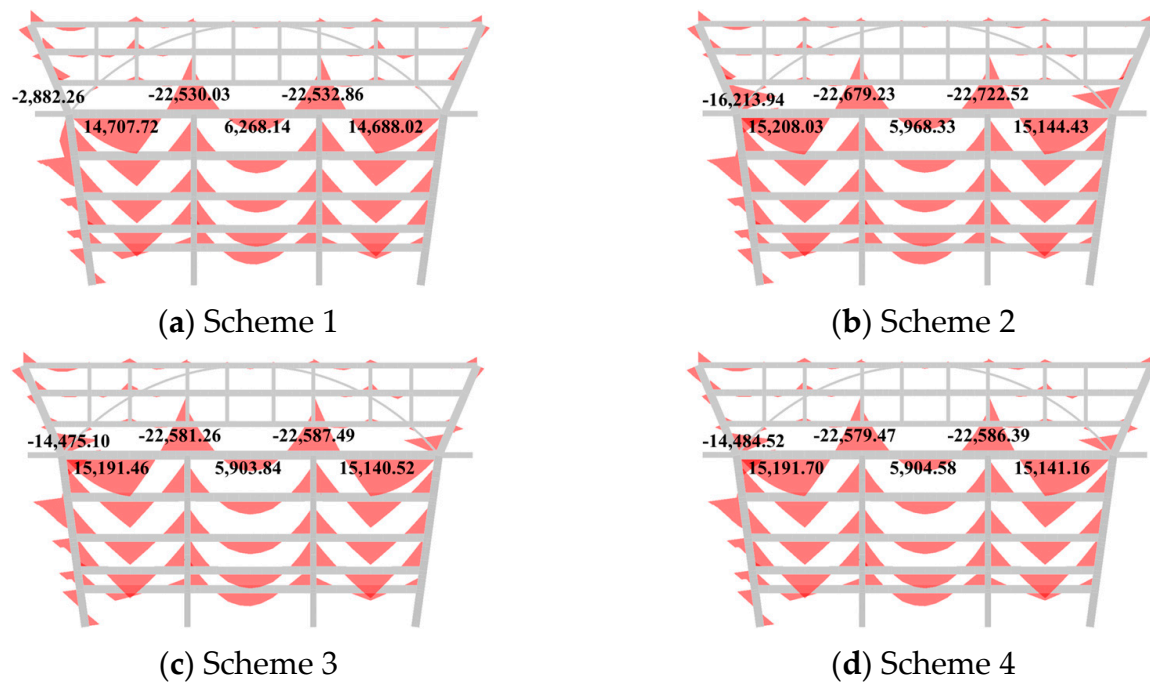 -2,882.26 -22,530.03 -22,532.86
14,707.72 6,268.14 14,688.02
(a) Scheme 1
-16,213.94 -22,679.23 -22,722.52
15,208.03 5,968.33 15,144.43
(b) Scheme 2
-14,475.10 -22,581.26 -22,587.49
15,191.46 5,903.84 15,140.52
(c) Scheme 3
-14,484.52 -22,579.47 -22,586.39
15,191.70 5,904.58 15,141.16
(d) Scheme 4